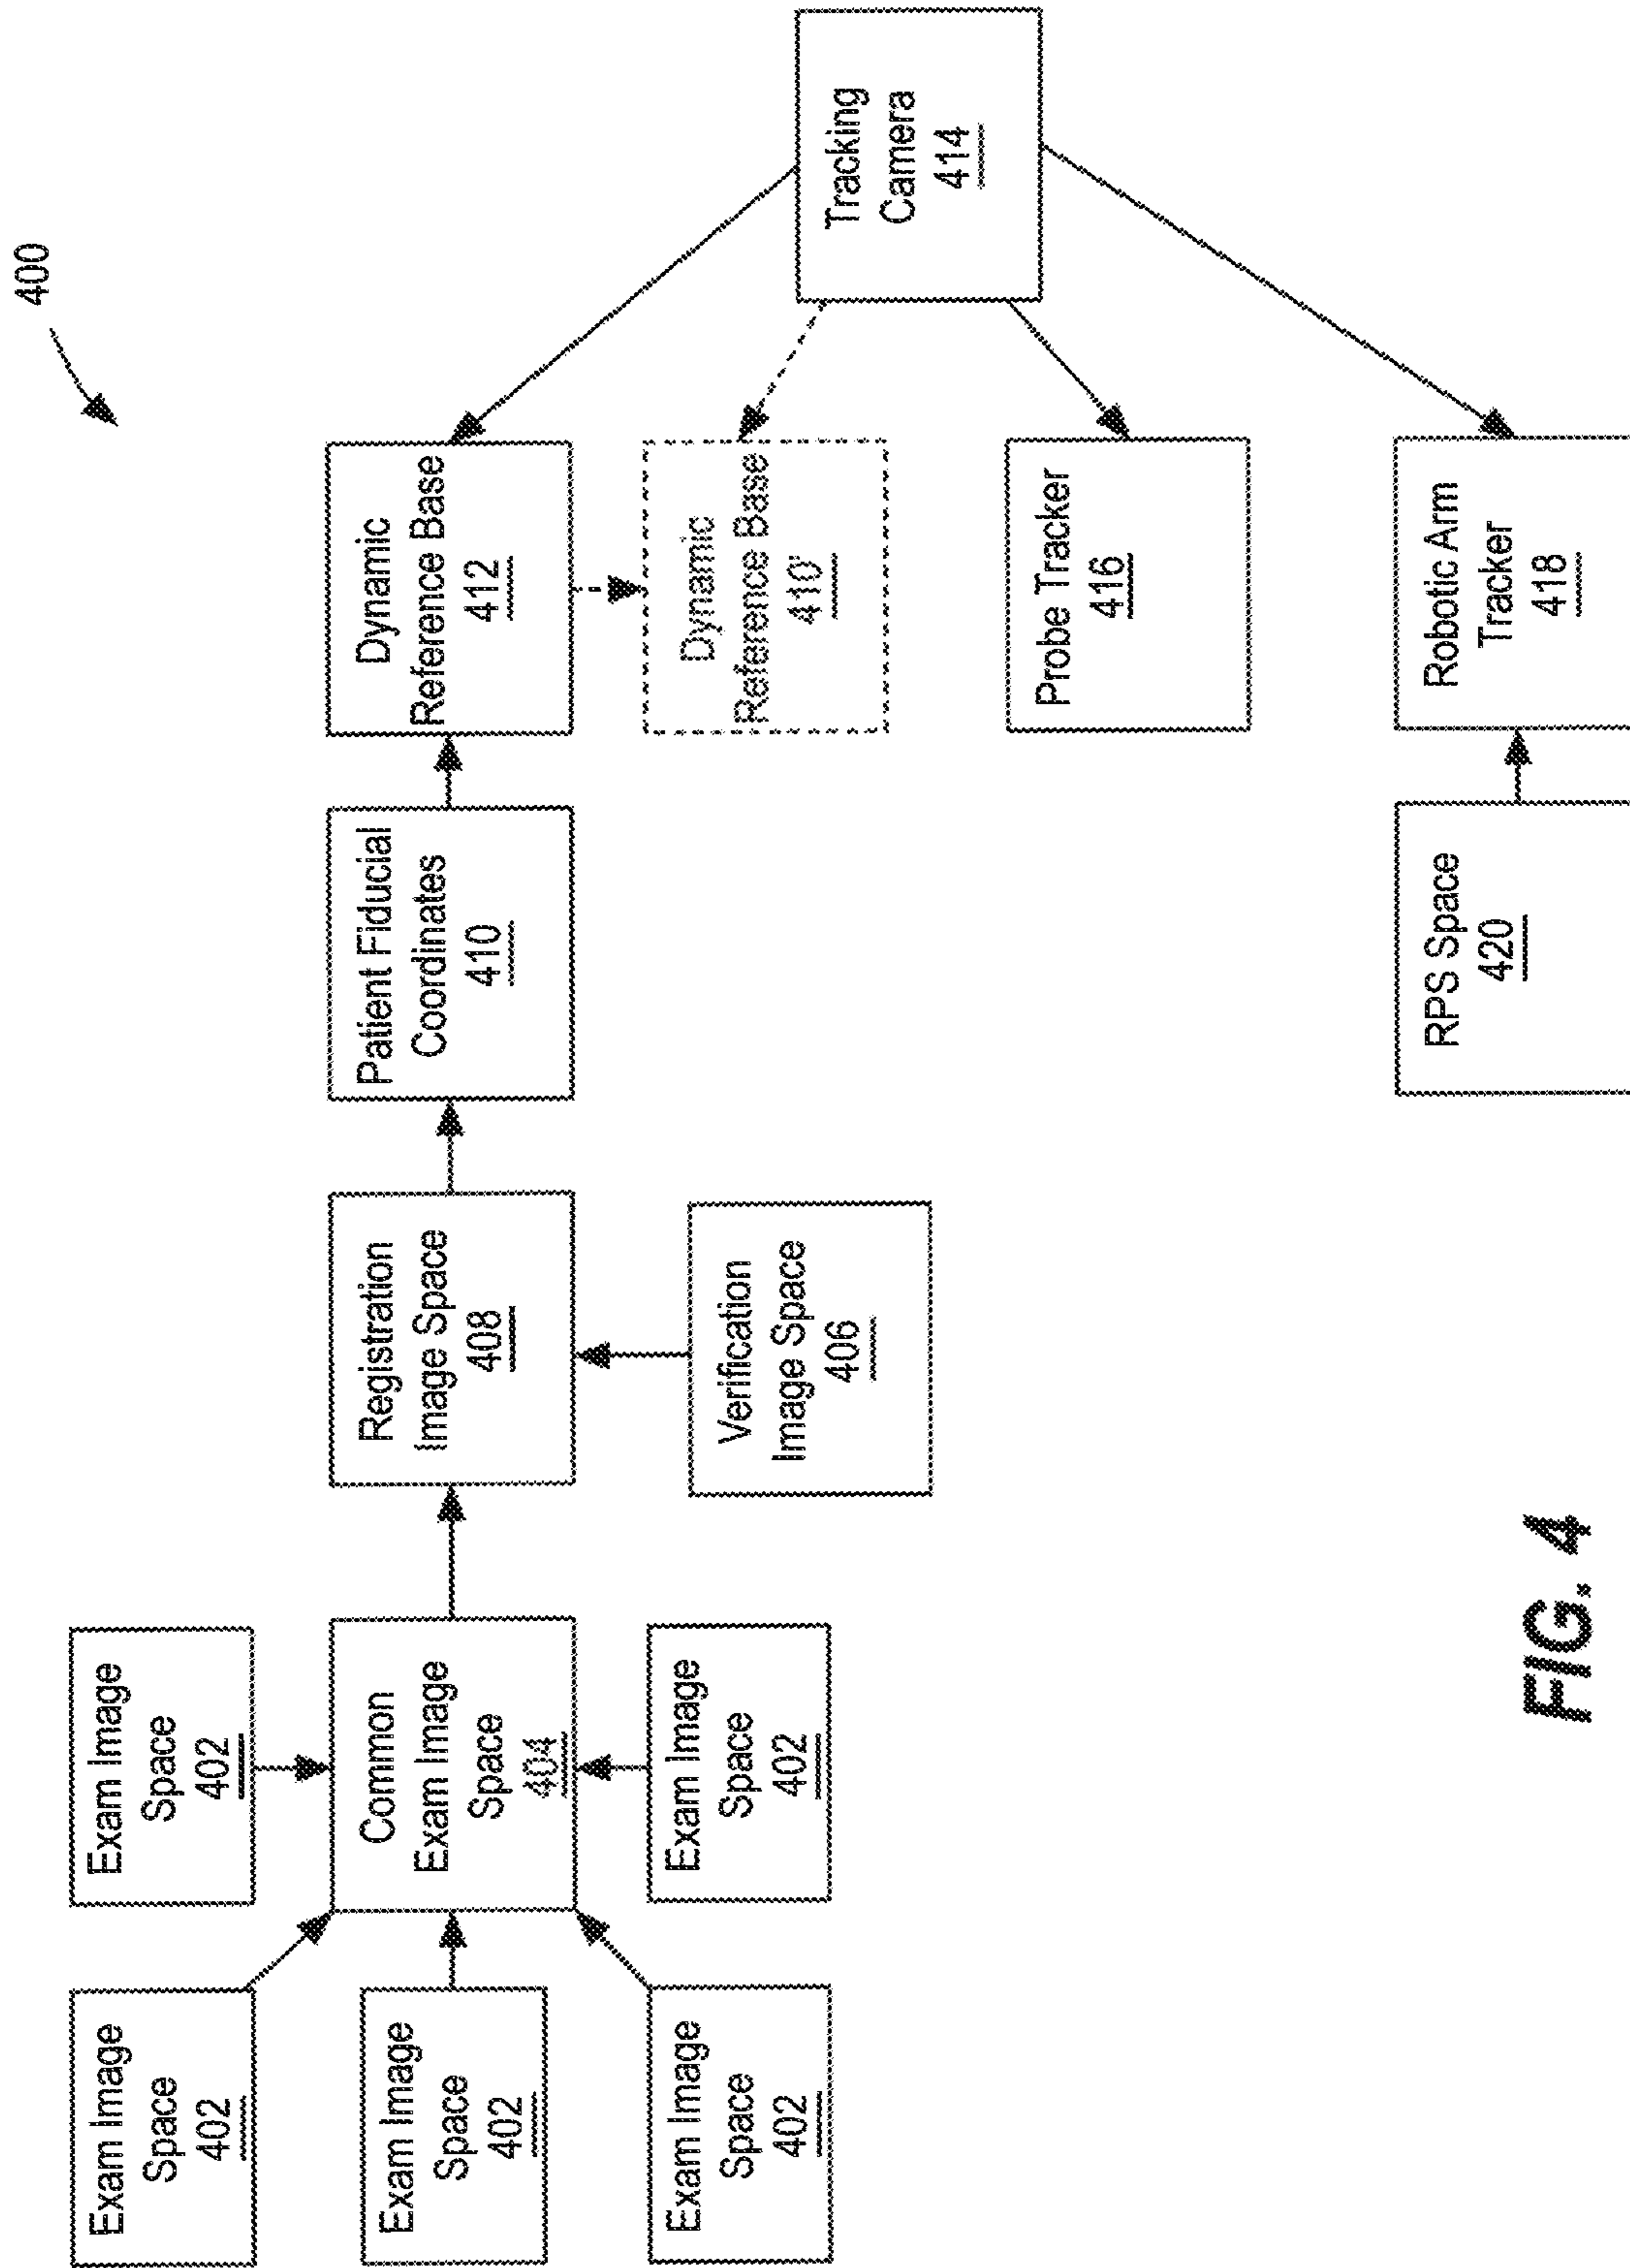 400
Exam Image
Space
402
Exam Image
Space
402
Exam Image
Space
402
Common
Exam Image
Space
404
Registration
Image Space
408
Patient Fiducial
Coordinates
410
Dynamic
Reference Base
412
Exam Image
Space
402
Exam Image
Space
402
Verification
Image Space
406
Dynamic
Reference Base
410'
Tracking
Camera
414
Probe Tracker
416
RPS Space
420
Robotic Arm
Tracker
418
FIG. 4